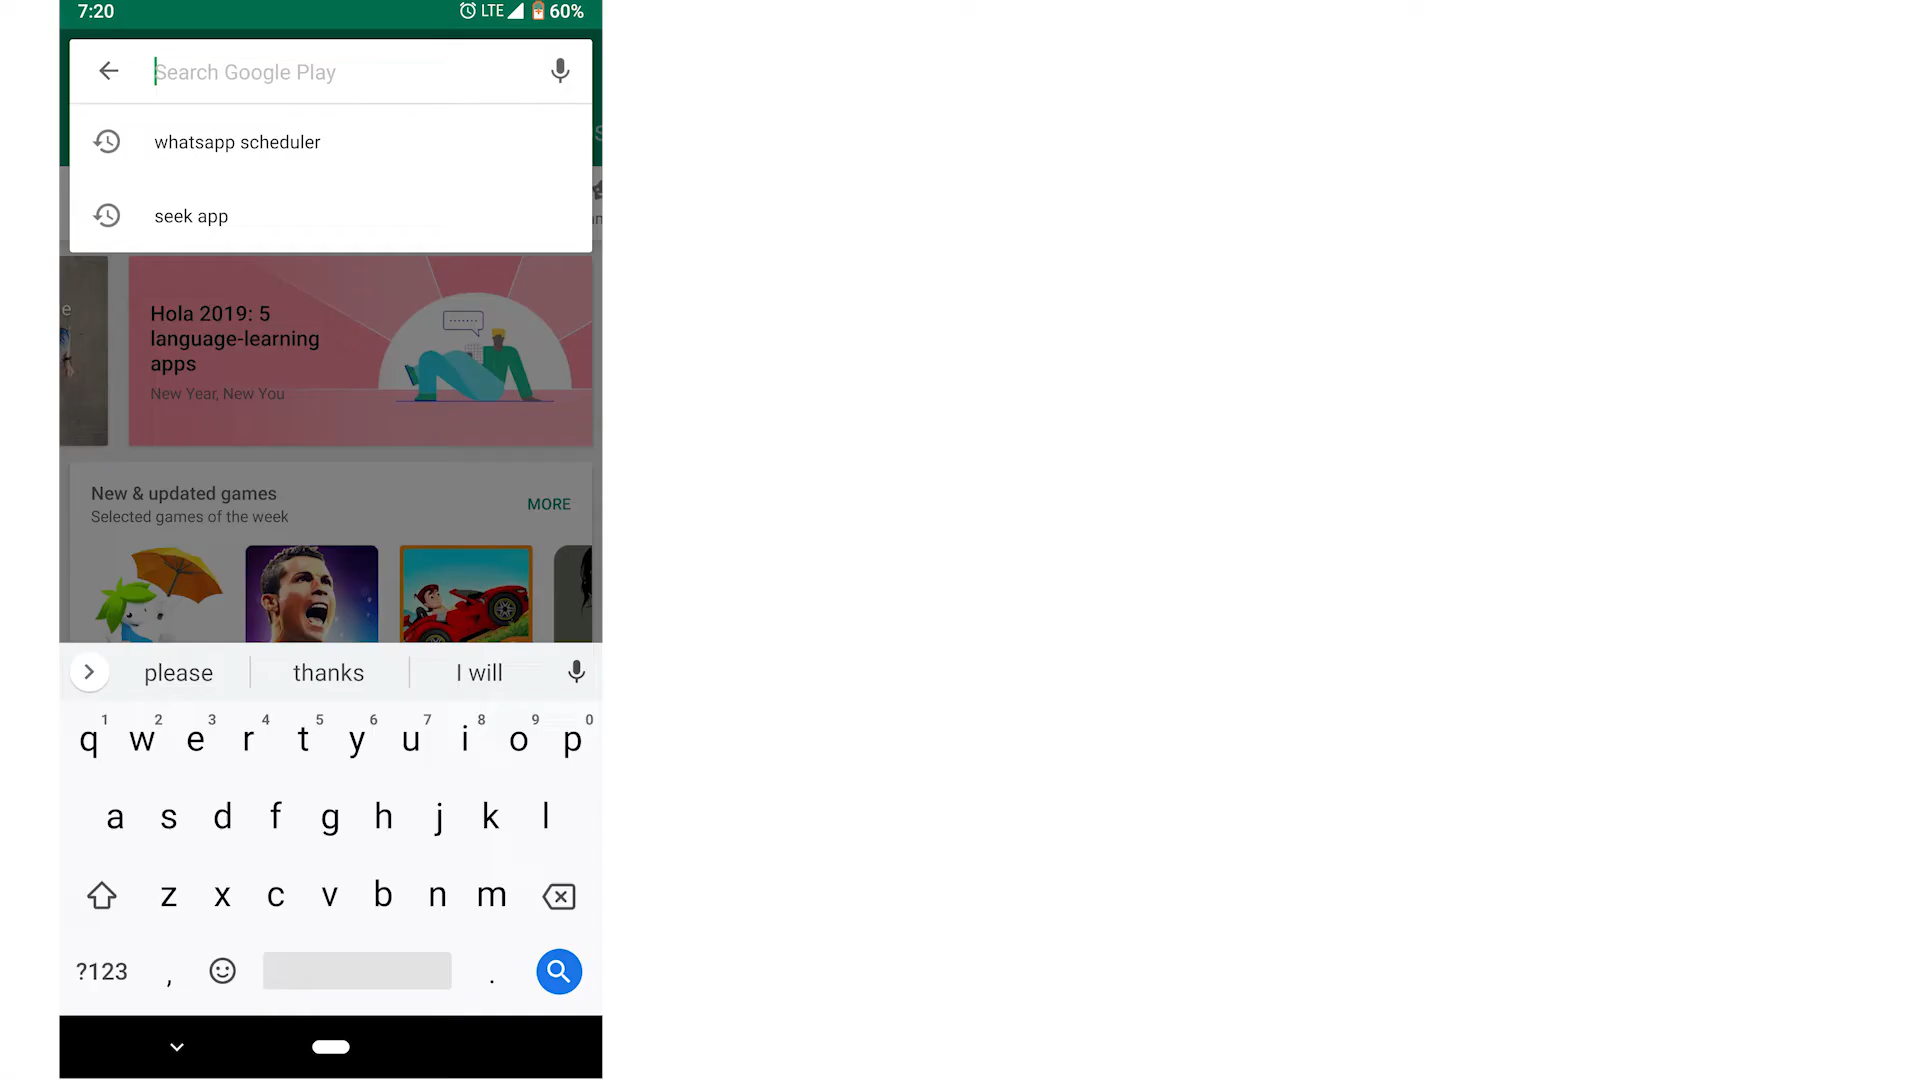 7:20
LTE 60%
Search Google Play
whatsapp scheduler
seek app
Hola 2019: 5
language-learning
apps
New Year, New You
New & updated games
MORE
Selected games of the week
please thanks I will
1 2 3 4 5 6 7 8 9 0
q w e r t y u i o p
a s d f g h j k l
z x c v b n m
?123 , .